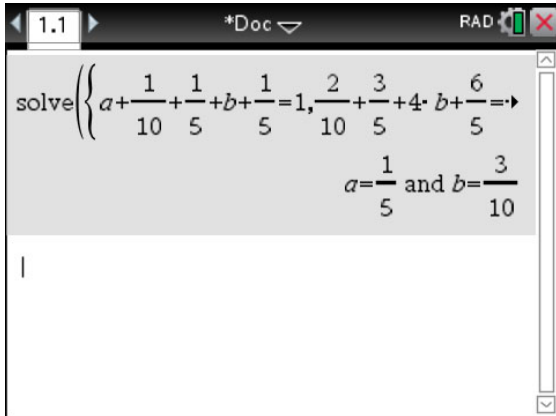 1.1 *Doc RAD
solve({a+1/10+1/5+b+1/5=1,2/10+3/5+4·b+6/5=▸
a=1/5 and b=3/10